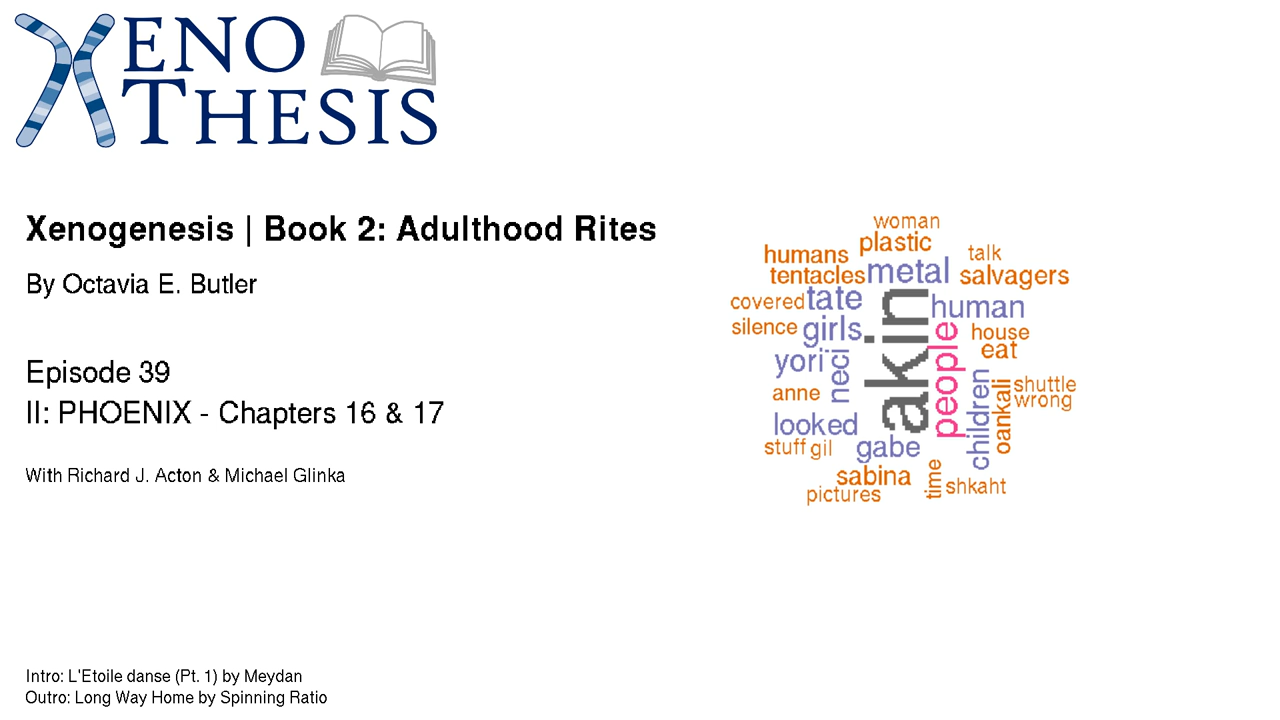 XENO
THESIS
Xenogenesis | Book 2: Adulthood Rites
By Octavia E. Butler
Episode 39
II: PHOENIX - Chapters 16 & 17
With Richard J. Acton & Michael Glinka
woman
plastic
humans
talk
tentacles
metal
salvagers
covered
tate
akin
human
silence
girls
people
house
eat
yori
neci
children
oankali
shuttle
wrong
anne
looked
stuff
gil
gabe
sabina
time
shkaht
pictures
Intro: L'Etoile danse (Pt. 1) by Meydan
Outro: Long Way Home by Spinning Ratio